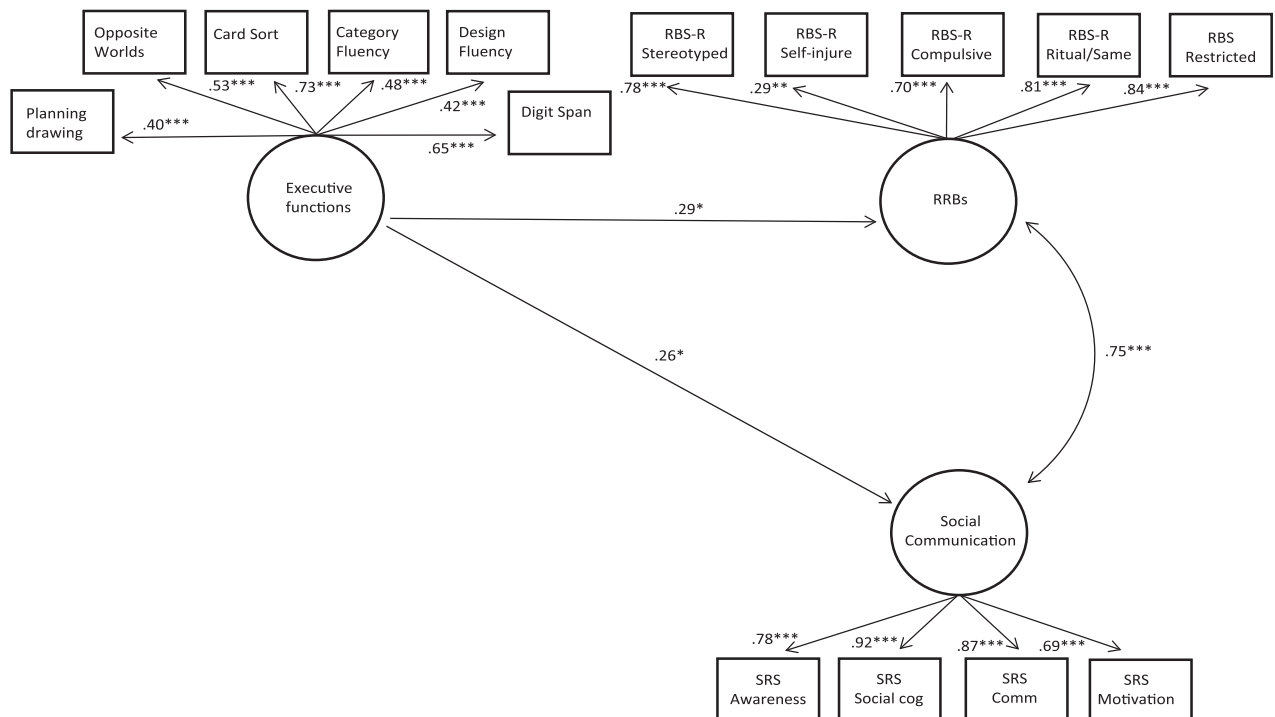 Opposite
Worlds
Card Sort
Category
Fluency
Design
Fluency
RBS-R
Stereotyped
RBS-R
Self-injure
RBS-R
Compulsive
RBS-R
Ritual/Same
RBS
Restricted
.53***
.73***
.48***
.42***
.78***
.29**
.70***
.81***
.84***
Planning
drawing
.40***
.65***
Digit Span
Executive
functions
RRBs
.29*
.26*
.75***
Social
Communication
.78***
.92***
.87***
.69***
SRS
Awareness
SRS
Social cog
SRS
Comm
SRS
Motivation